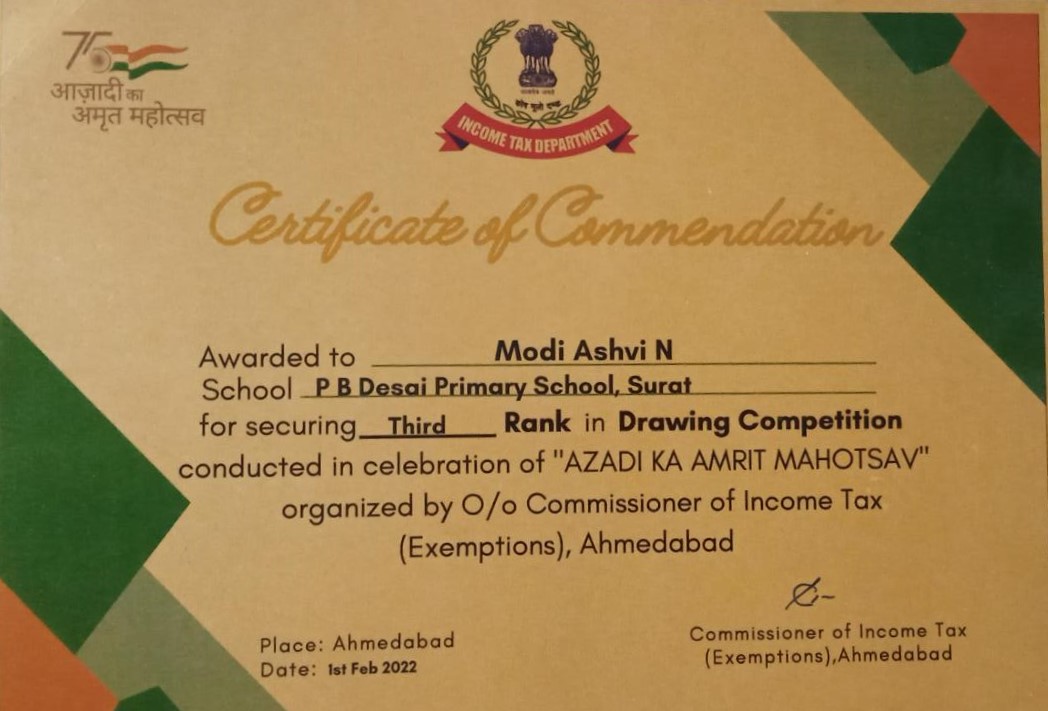 75
आज़ादी का
अमृत महोत्सव
सत्यमेव जयते
कोष मूलो दण्डः
INCOME TAX DEPARTMENT
Certificate of Commendation
Awarded to Modi Ashvi N
School P B Desai Primary School, Surat
for securing Third Rank in Drawing Competition
conducted in celebration of "AZADI KA AMRIT MAHOTSAV"
organized by O/o Commissioner of Income Tax
(Exemptions), Ahmedabad
Place: Ahmedabad
Date: 1st Feb 2022
Commissioner of Income Tax
(Exemptions),Ahmedabad